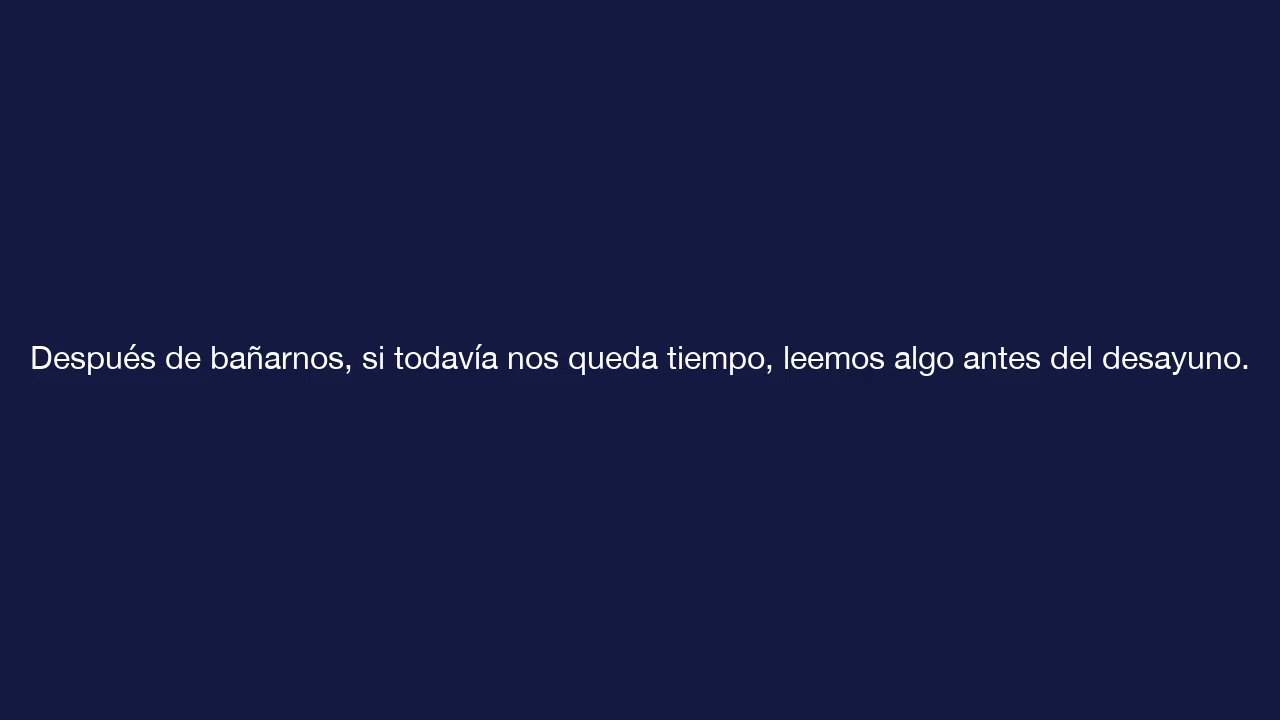 Después de bañarnos, si todavía nos queda tiempo, leemos algo antes del desayuno.